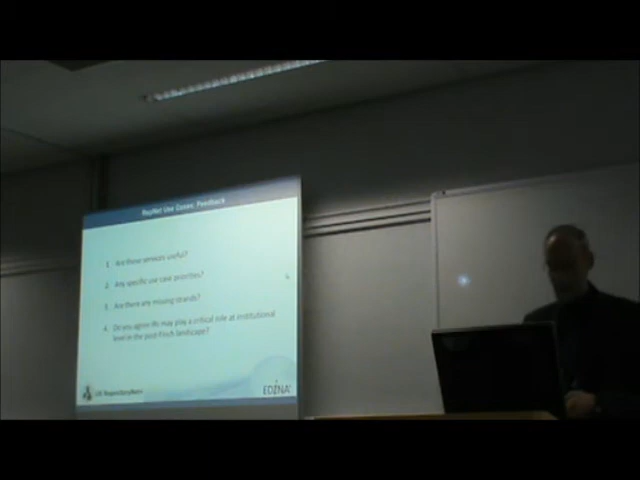 RepNet Use Cases: Feedback
1. Are these services useful?
2. Any specific use case priorities?
3. Are there any missing strands?
4. Do you agree IRs may play a critical role at institutional
level in the post-Finch landscape?
UK RepositoryNet+
EDINA